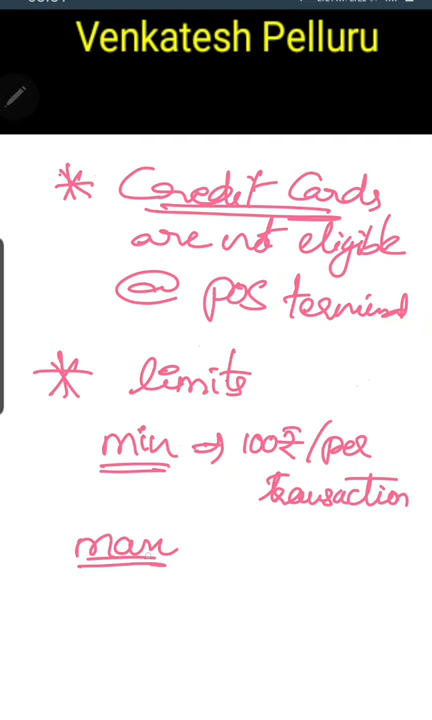 Venkatesh Pelluru
* Credit Cards
are not eligible
@ POS terminal
* limits
min → 100₹/per
transaction
max